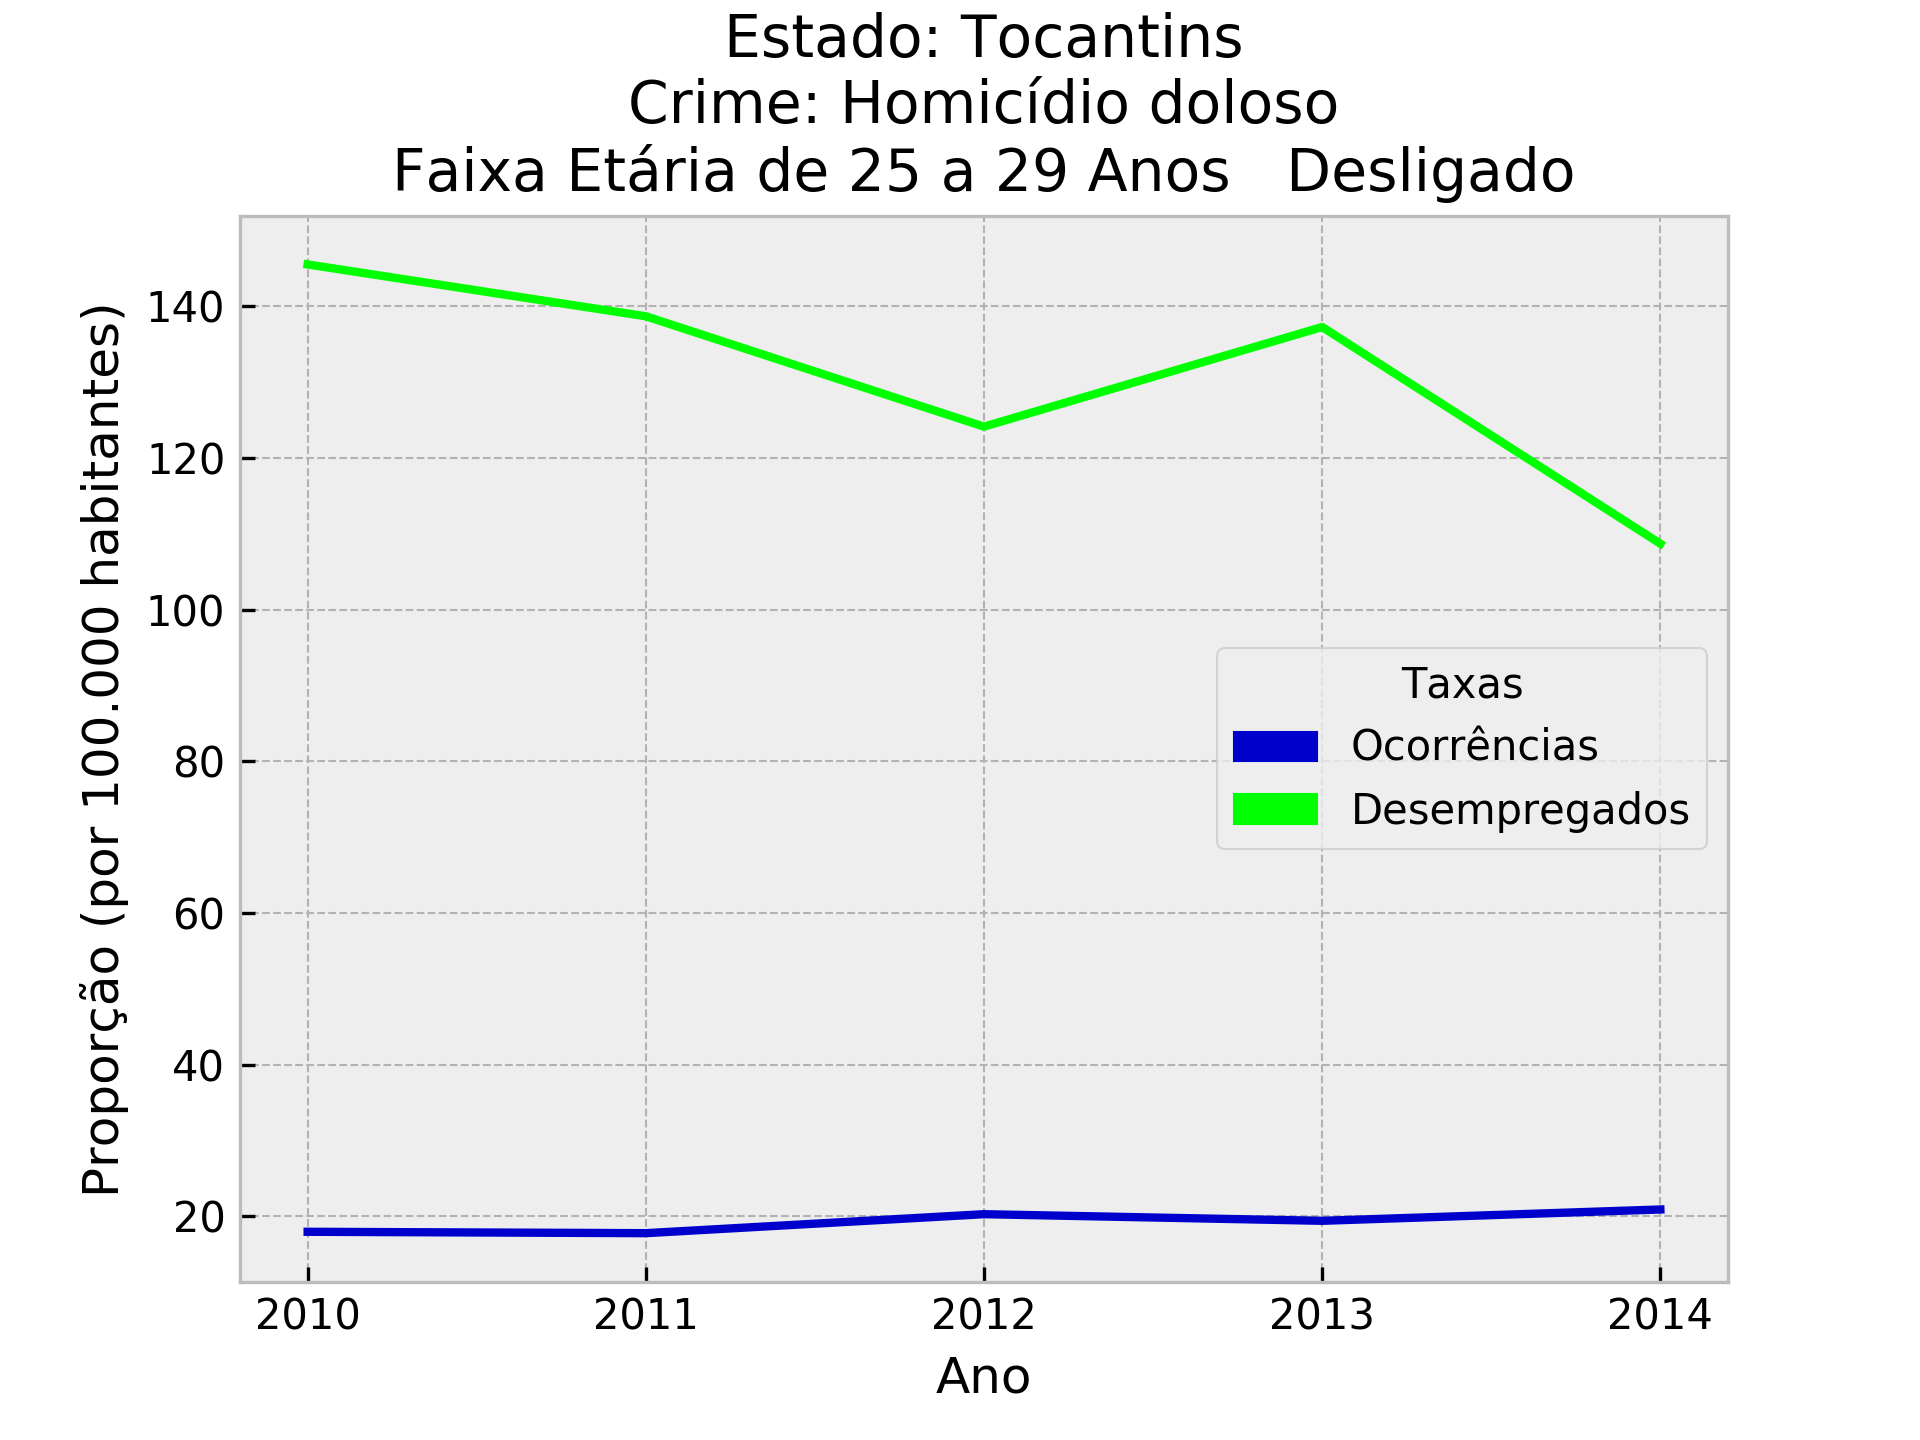 Estado: Tocantins
Crime: Homicídio doloso
Faixa Etária de 25 a 29 Anos   Desligado
Proporção (por 100.000 habitantes)
140
120
100
80
60
40
20
Taxas
Ocorrências
Desempregados
2010 2011 2012 2013 2014
Ano